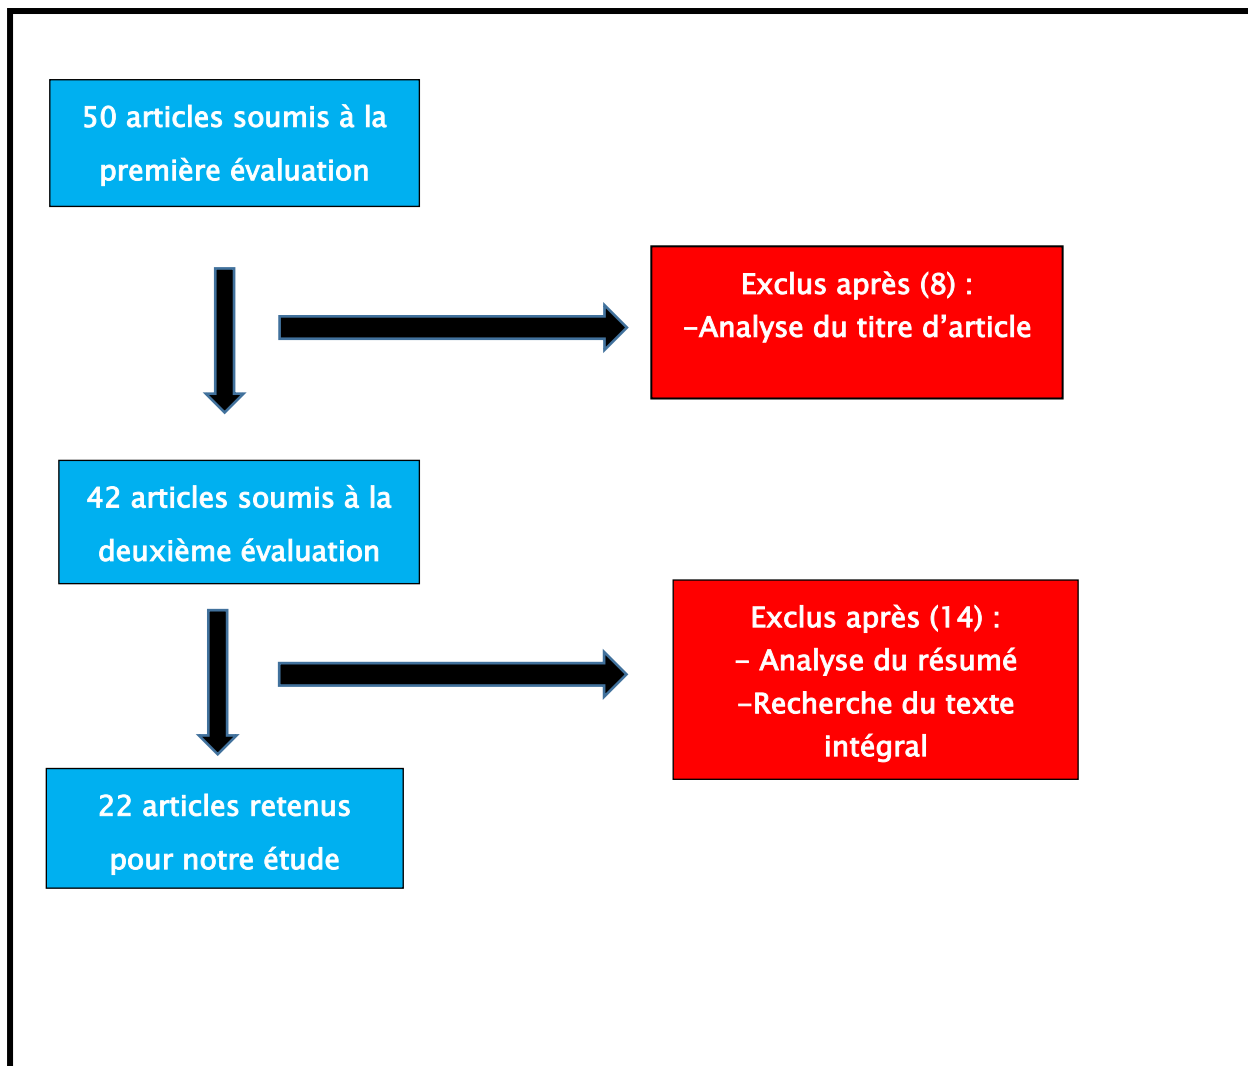 50 articles soumis à la
première évaluation
Exclus après (8) :
-Analyse du titre d’article
42 articles soumis à la
deuxième évaluation
Exclus après (14) :
- Analyse du résumé
-Recherche du texte
intégral
22 articles retenus
pour notre étude